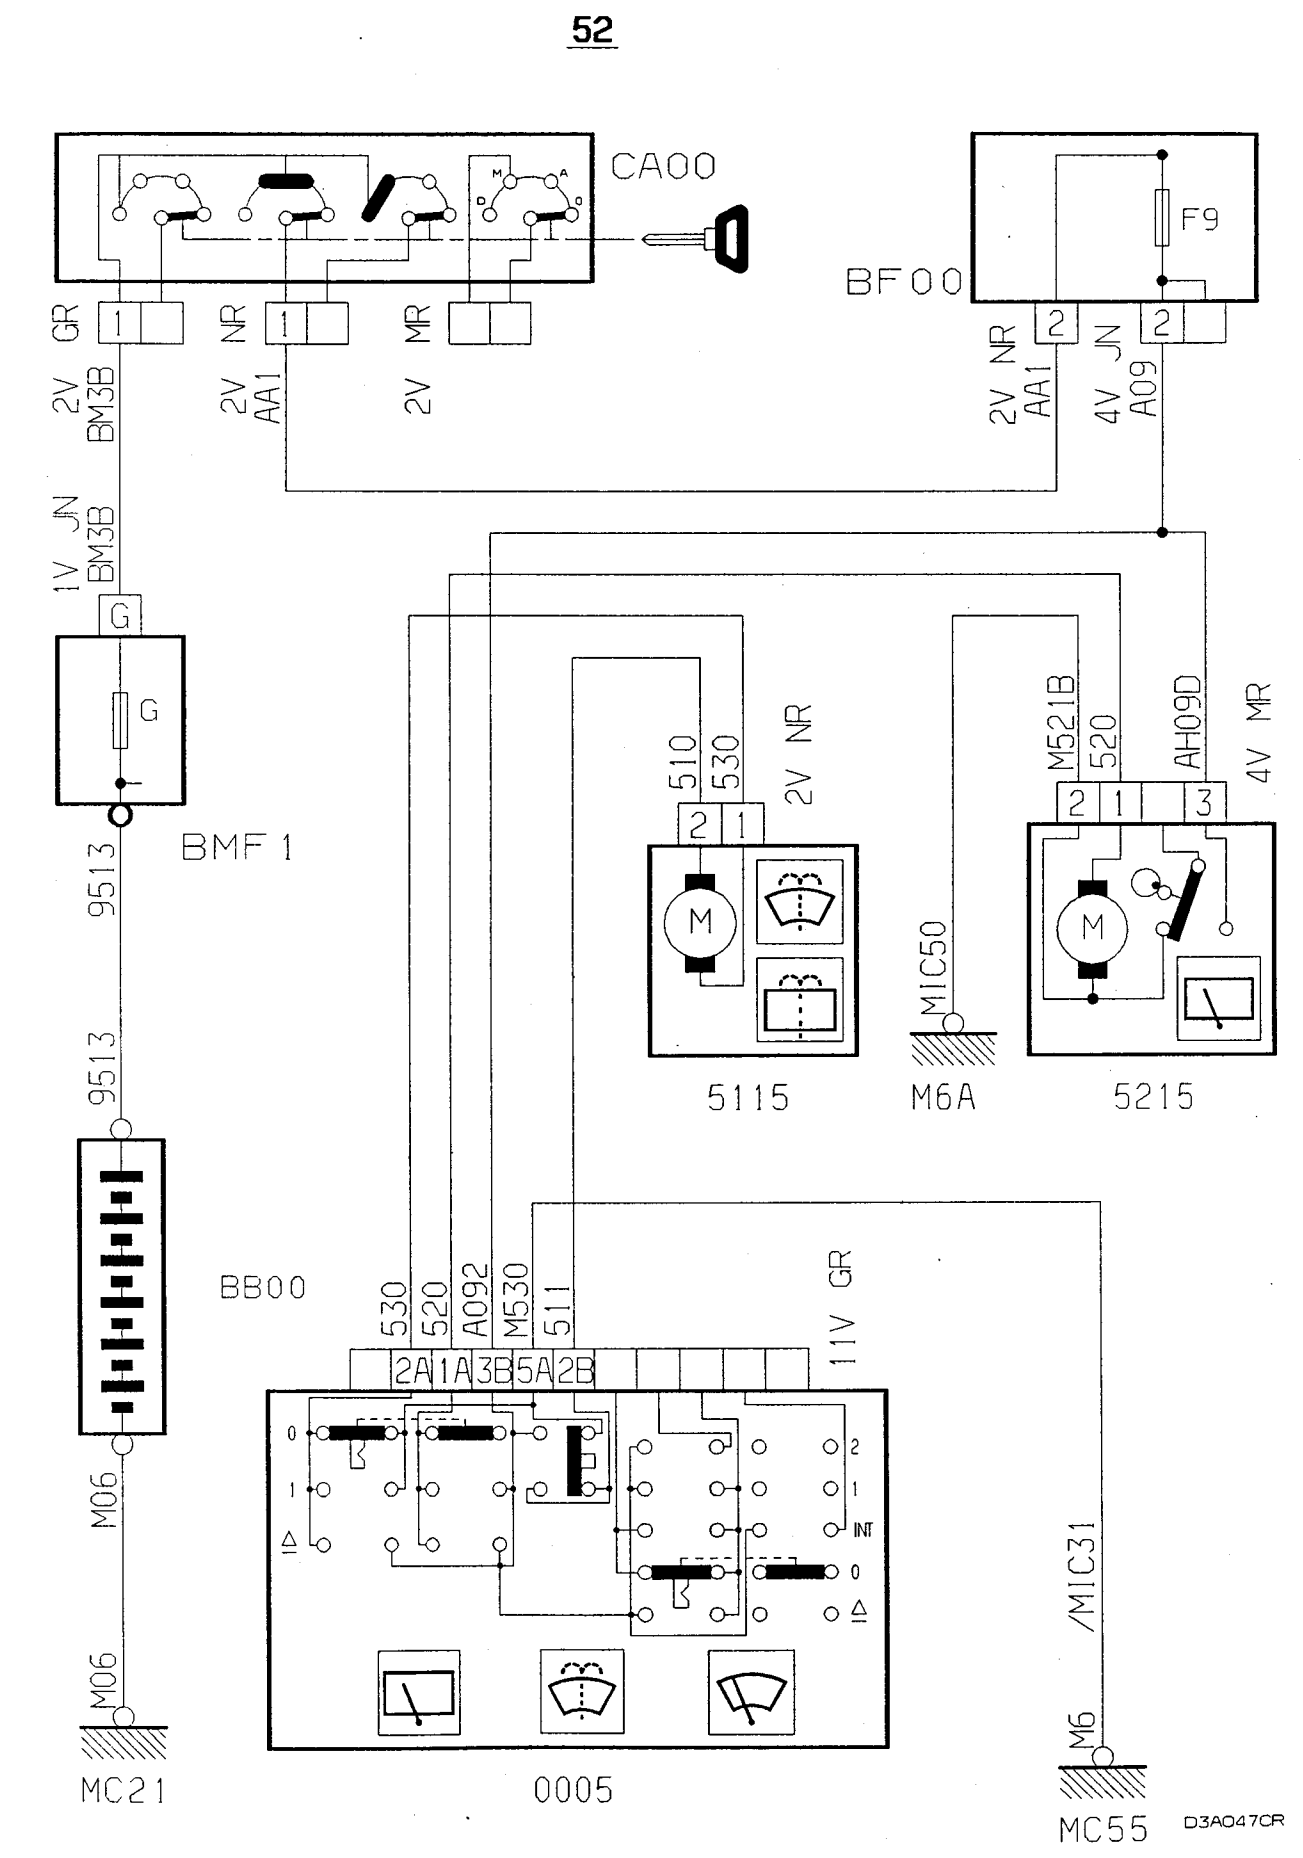 52
CA00
M
A
D
0
F9
BF00
GR
1
NR
1
MR
2
2
2V
BM3B
2V
AA1
2V
2V NR
AA1
4V JN
A09
1V JN
BM3B
G
G
BMF1
9513
9513
510
530
2V NR
2
1
M
5115
M521B
520
AH09D
4V MR
2
1
3
M
MIC50
M6A
5215
BB00
530
520
A092
M530
511
11V GR
2A
1A
3B
5A
2B
0
1
2
1
INT
0
M06
M06
MC21
0005
/MIC31
M6
MC55
D3A047CR